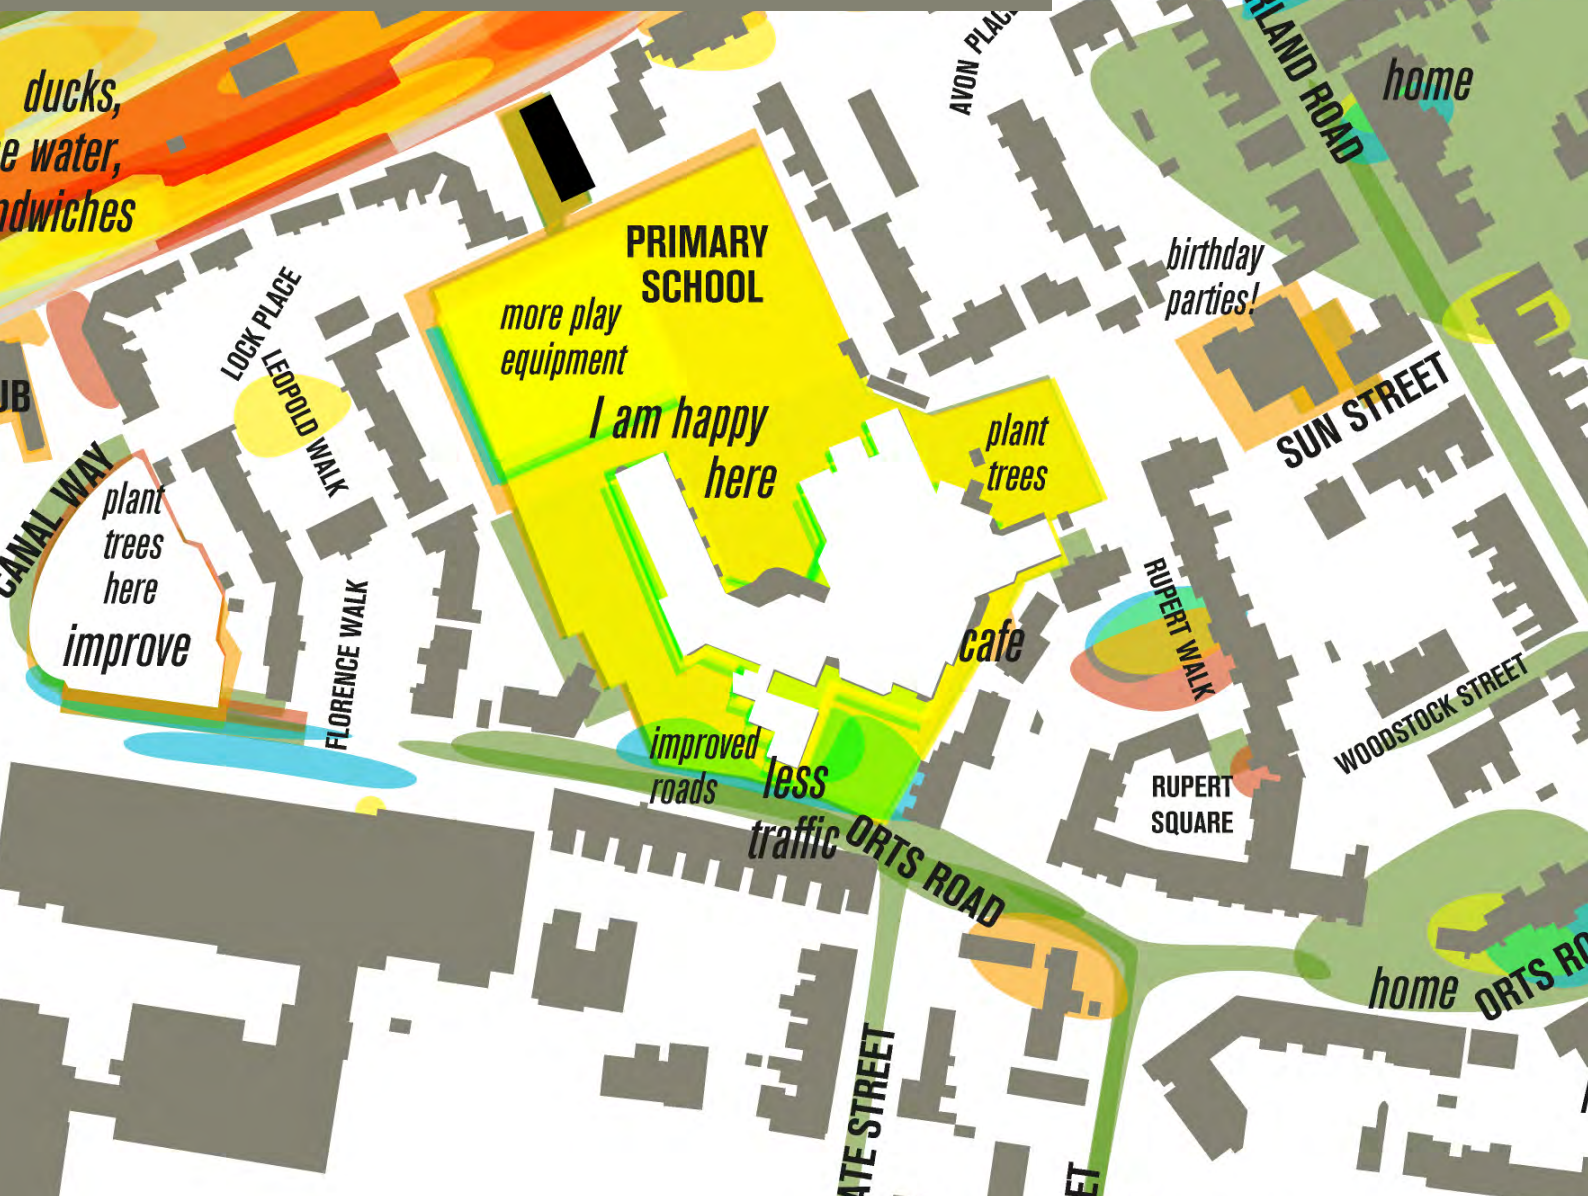 ducks,
e water,
ndwiches
AVON PLACE
RLAND ROAD
home
PRIMARY
SCHOOL
more play
equipment
I am happy
here
plant
trees
birthday
parties!
SUN STREET
LOCK PLACE
LEOPOLD WALK
UB
CANAL WAY
plant
trees
here
improve
FLORENCE WALK
cafe
RUPERT WALK
WOODSTOCK STREET
improved
roads
less
traffic
ORTS ROAD
RUPERT
SQUARE
home
ORTS RO
ATE STREET
ET